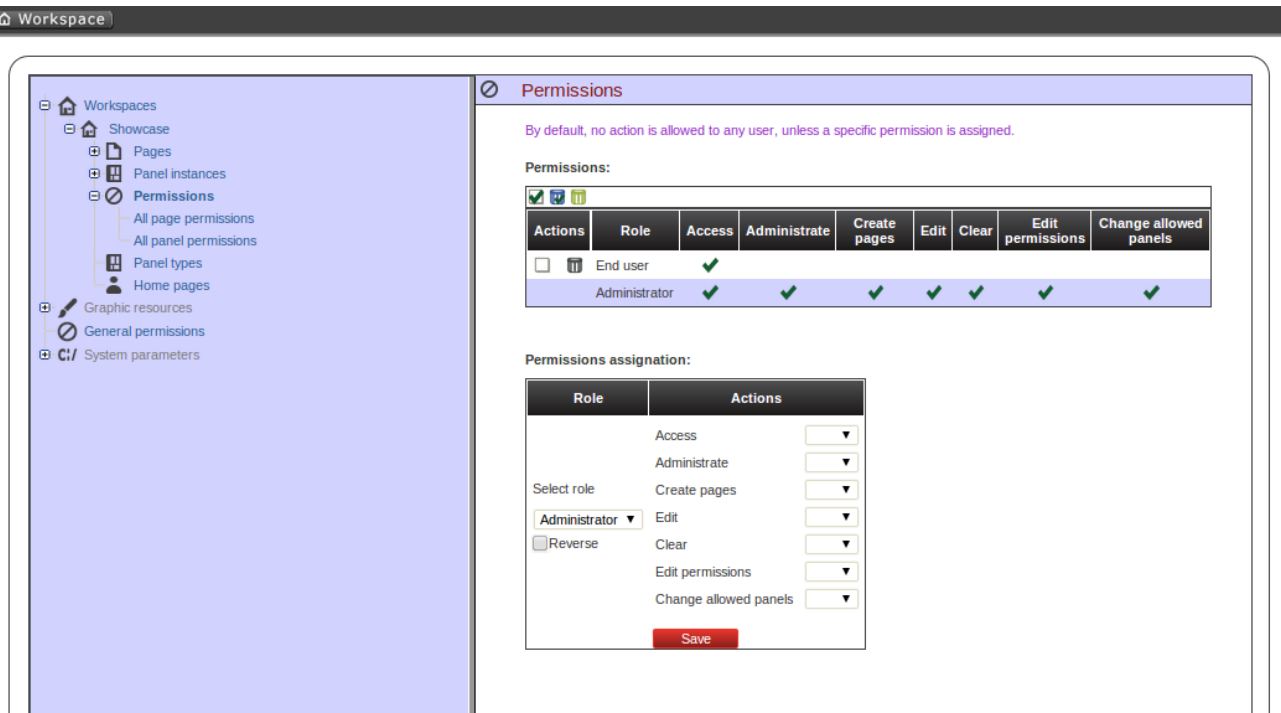 Workspace
Workspaces
Showcase
Pages
Panel instances
Permissions
All page permissions
All panel permissions
Panel types
Home pages
Graphic resources
General permissions
C:/ System parameters
Permissions
By default, no action is allowed to any user, unless a specific permission is assigned.
Permissions:
Actions Role Access Administrate Create pages Edit Clear Edit permissions Change allowed panels
End user
Administrator
Permissions assignation:
Role Actions
Access
Administrate
Select role
Create pages
Administrator
Edit
Reverse
Clear
Edit permissions
Change allowed panels
Save